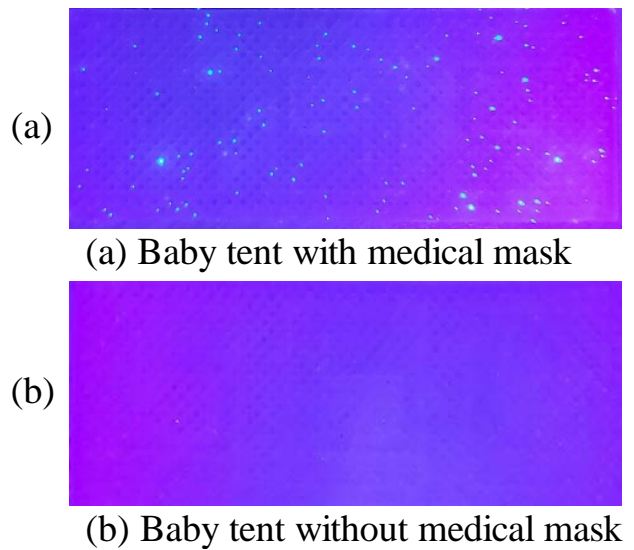 (a)
(a) Baby tent with medical mask
(b)
(b) Baby tent without medical mask